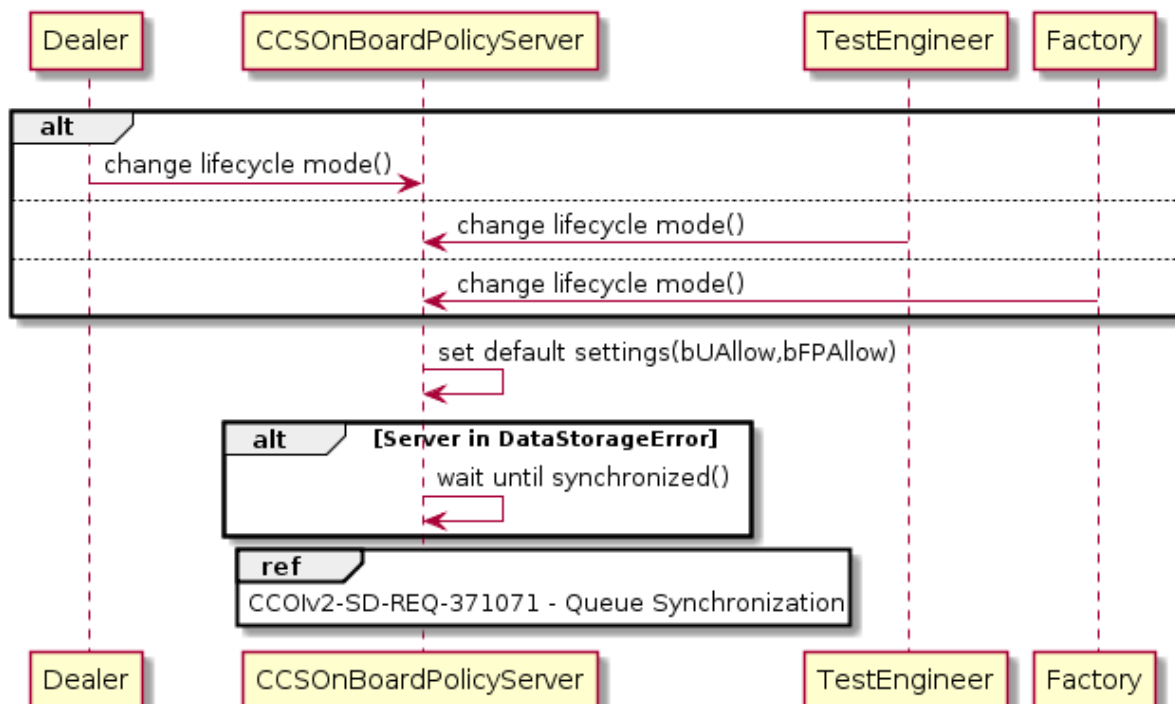 Dealer CCSOnBoardPolicyServer TestEngineer Factory
alt
change lifecycle mode()
change lifecycle mode()
change lifecycle mode()
set default settings(bUAllow,bFPAllow)
alt [Server in DataStorageError]
wait until synchronized()
ref
CCOIv2-SD-REQ-371071 - Queue Synchronization
Dealer CCSOnBoardPolicyServer TestEngineer Factory